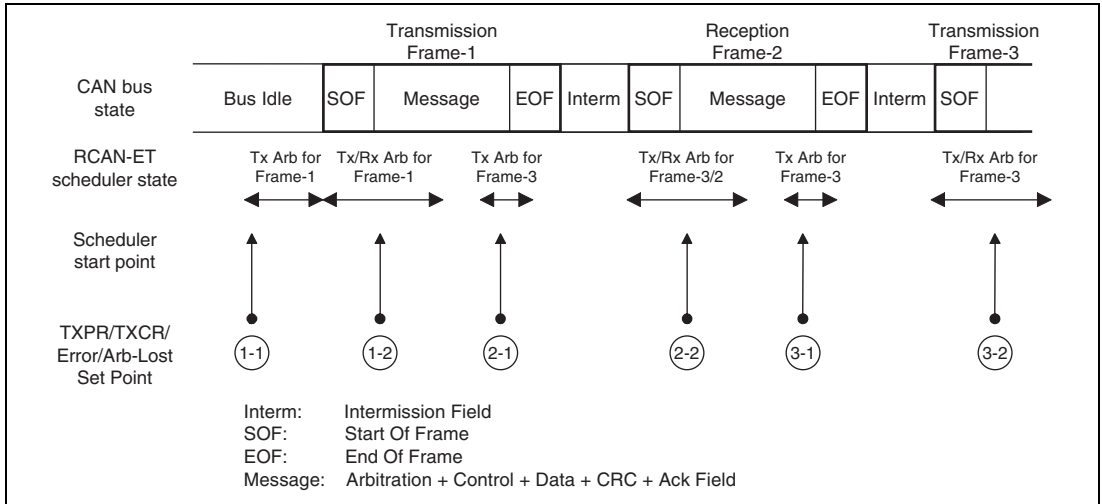 Transmission
Frame-1
Reception
Frame-2
Transmission
Frame-3
CAN bus
state
Bus Idle
SOF
Message
EOF
Interm
SOF
Message
EOF
Interm
SOF
RCAN-ET
scheduler state
Tx Arb for
Frame-1
Tx/Rx Arb for
Frame-1
Tx Arb for
Frame-3
Tx/Rx Arb for
Frame-3/2
Tx Arb for
Frame-3
Tx/Rx Arb for
Frame-3
Scheduler
start point
TXPR/TXCR/
Error/Arb-Lost
Set Point
1-1
1-2
2-1
2-2
3-1
3-2
Interm: Intermission Field
SOF: Start Of Frame
EOF: End Of Frame
Message: Arbitration + Control + Data + CRC + Ack Field